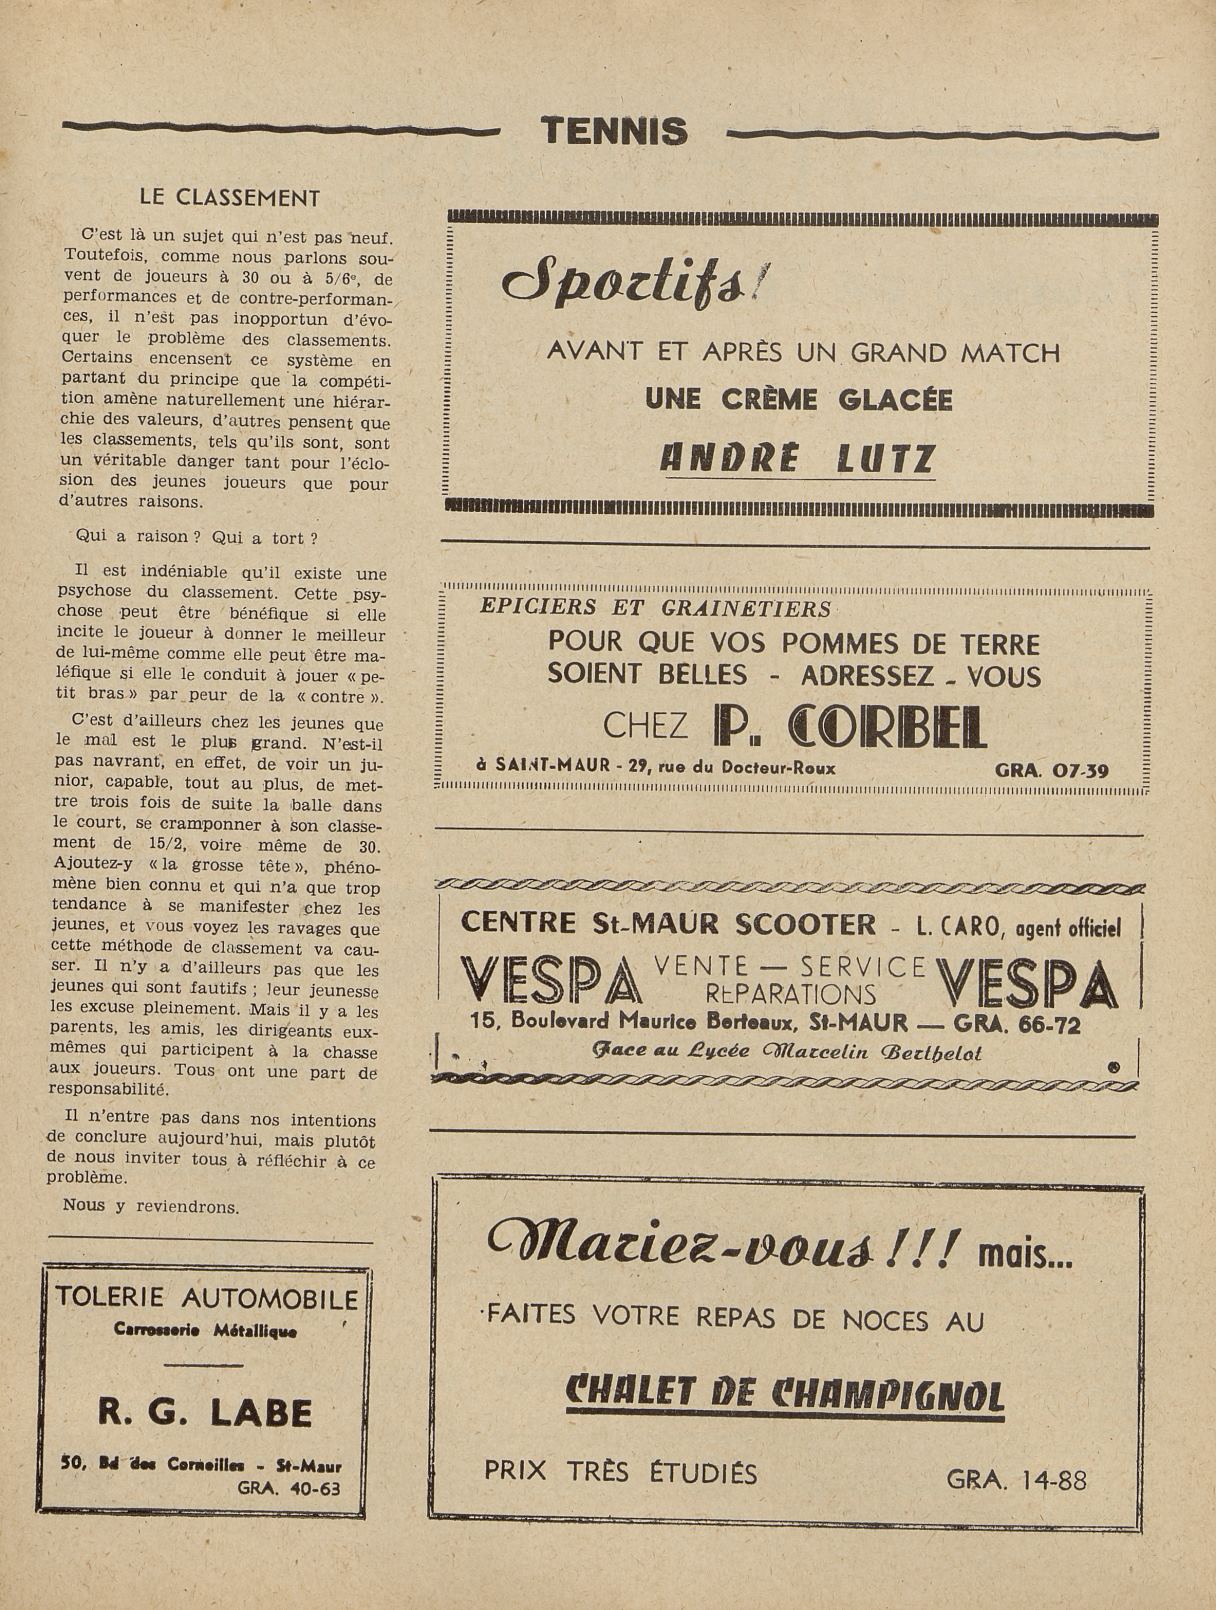 TENNIS
LE CLASSEMENT
C'est là un sujet qui n'est pas neuf.
Toutefois, comme nous parlons sou-
vent de joueurs à 30 ou à 5/6e, de
performances et de contre-performan-
ces, il n'est pas inopportun d'évo-
quer le problème des classements.
Certains encensent ce système en
partant du principe que la compéti-
tion amène naturellement une hiérar-
chie des valeurs, d'autres pensent que
les classements, tels qu'ils sont, sont
un véritable danger tant pour l'éclo-
sion des jeunes joueurs que pour
d'autres raisons.
Qui a raison ? Qui a tort ?
Il est indéniable qu'il existe une
psychose du classement. Cette psy-
chose peut être bénéfique si elle
incite le joueur à donner le meilleur
de lui-même comme elle peut être ma-
léfique si elle le conduit à jouer « pe-
tit bras » par peur de la « contre ».
C'est d'ailleurs chez les jeunes que
le mal est le plus grand. N'est-il
pas navrant, en effet, de voir un ju-
nior, capable, tout au plus, de met-
tre trois fois de suite la balle dans
le court, se cramponner à son classe-
ment de 15/2, voire même de 30.
Ajoutez-y « la grosse tête », phéno-
mène bien connu et qui n'a que trop
tendance à se manifester chez les
jeunes, et vous voyez les ravages que
cette méthode de classement va cau-
ser. Il n'y a d'ailleurs pas que les
jeunes qui sont fautifs ; leur jeunesse
les excuse pleinement. Mais il y a les
parents, les amis, les dirigeants eux-
mêmes qui participent à la chasse
aux joueurs. Tous ont une part de
responsabilité.
Il n'entre pas dans nos intentions
de conclure aujourd'hui, mais plutôt
de nous inviter tous à réfléchir à ce
problème.
Nous y reviendrons.
TOLERIE AUTOMOBILE
Carrosserie Métallique
R. G. LABE
50, Bd des Corneilles - St-Maur
GRA. 40-63
Sportifs!
AVANT ET APRÈS UN GRAND MATCH
UNE CRÈME GLACÉE
ANDRÉ LUTZ
EPICIERS ET GRAINETIERS
POUR QUE VOS POMMES DE TERRE
SOIENT BELLES - ADRESSEZ - VOUS
CHEZ P. CORBEL
à SAINT-MAUR - 29, rue du Docteur-Roux GRA. 07-39
CENTRE St-MAUR SCOOTER - L. CARO, agent officiel
VESPA VENTE — SERVICE VESPA
REPARATIONS
15, Boulevard Maurice Berteaux, St-MAUR — GRA. 66-72
Face au Lycée Marcelin Berthelot
Mariez-vous !!! mais...
FAITES VOTRE REPAS DE NOCES AU
CHALET DE CHAMPIGNOL
PRIX TRÈS ÉTUDIÉS GRA. 14-88